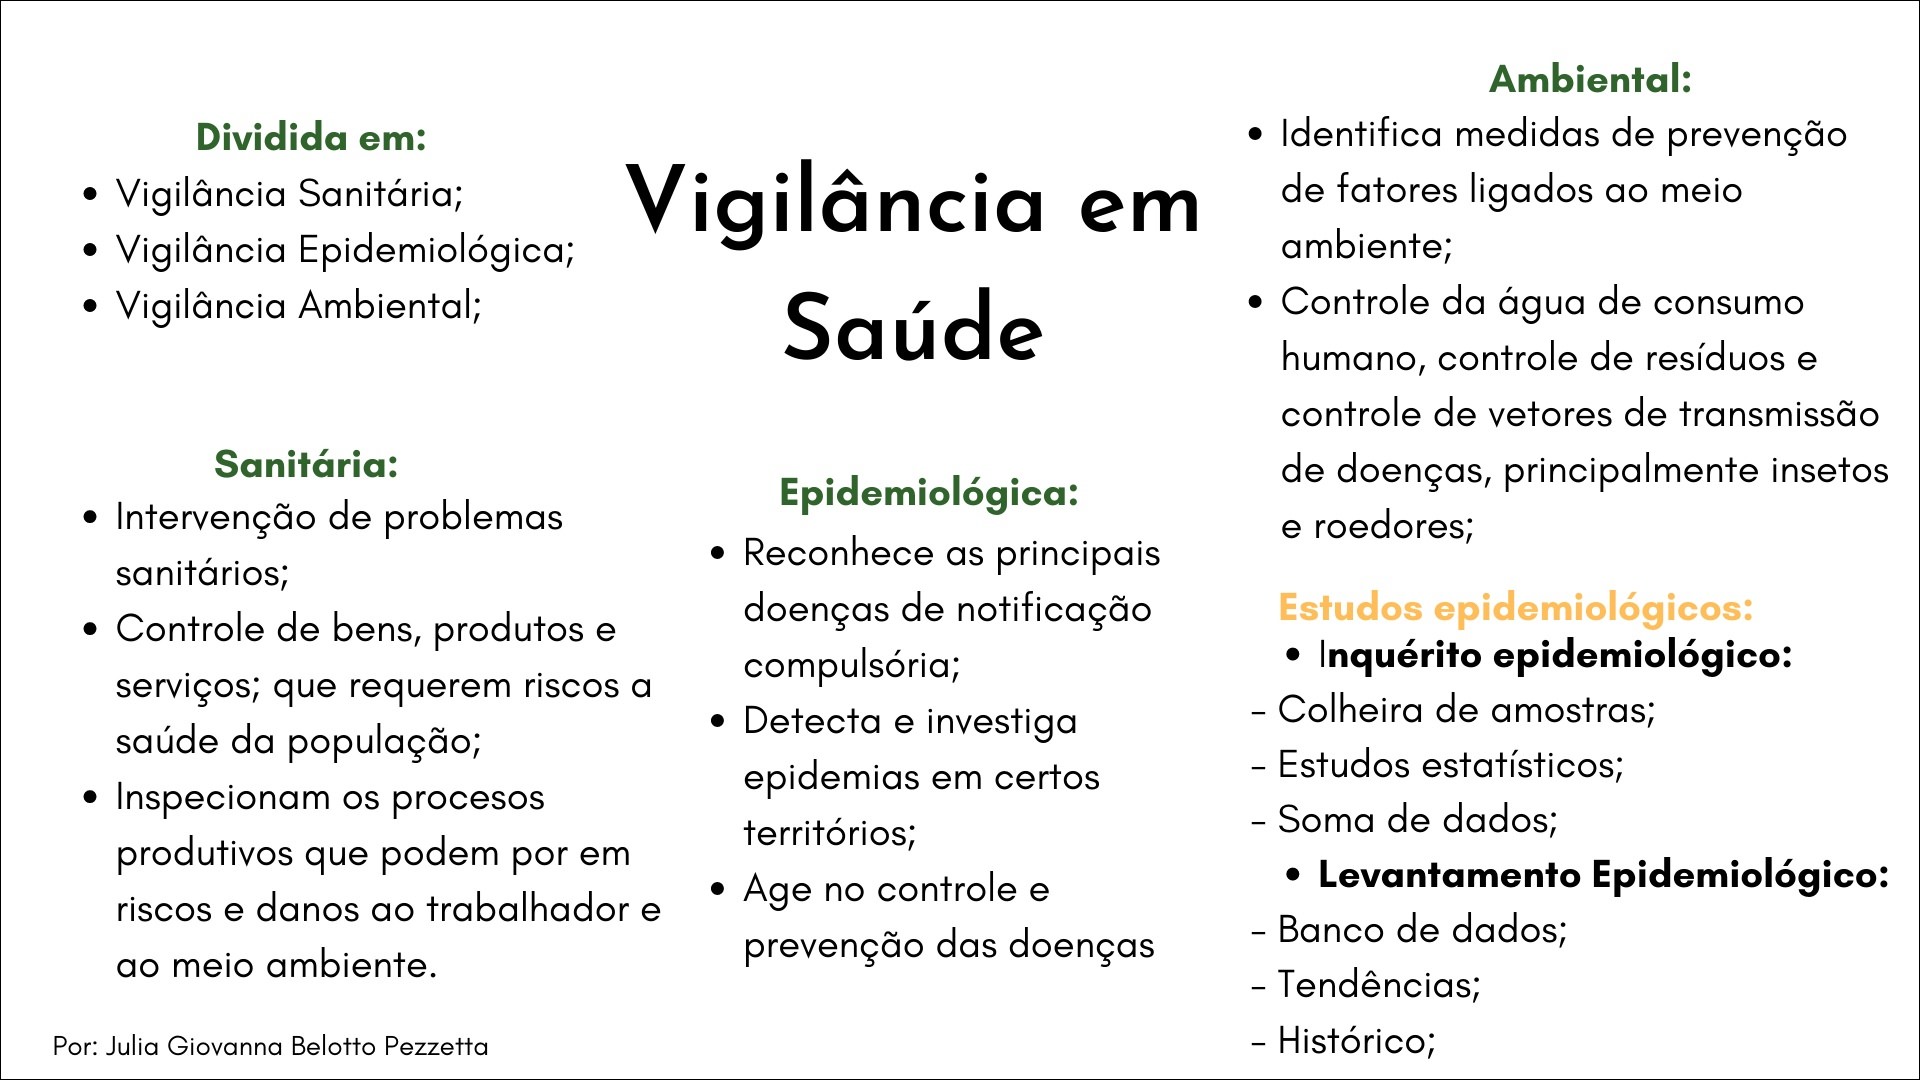 Vigilância em
Saúde
Dividida em:
• Vigilância Sanitária;
• Vigilância Epidemiológica;
• Vigilância Ambiental;
Sanitária:
• Intervenção de problemas
sanitários;
• Controle de bens, produtos e
serviços; que requerem riscos a
saúde da população;
• Inspecionam os procesos
produtivos que podem por em
riscos e danos ao trabalhador e
ao meio ambiente.
Epidemiológica:
• Reconhece as principais
doenças de notificação
compulsória;
• Detecta e investiga
epidemias em certos
territórios;
• Age no controle e
prevenção das doenças
Ambiental:
• Identifica medidas de prevenção
de fatores ligados ao meio
ambiente;
• Controle da água de consumo
humano, controle de resíduos e
controle de vetores de transmissão
de doenças, principalmente insetos
e roedores;
Estudos epidemiológicos:
• Inquérito epidemiológico:
- Colheira de amostras;
- Estudos estatísticos;
- Soma de dados;
• Levantamento Epidemiológico:
- Banco de dados;
- Tendências;
- Histórico;
Por: Julia Giovanna Belotto Pezzetta